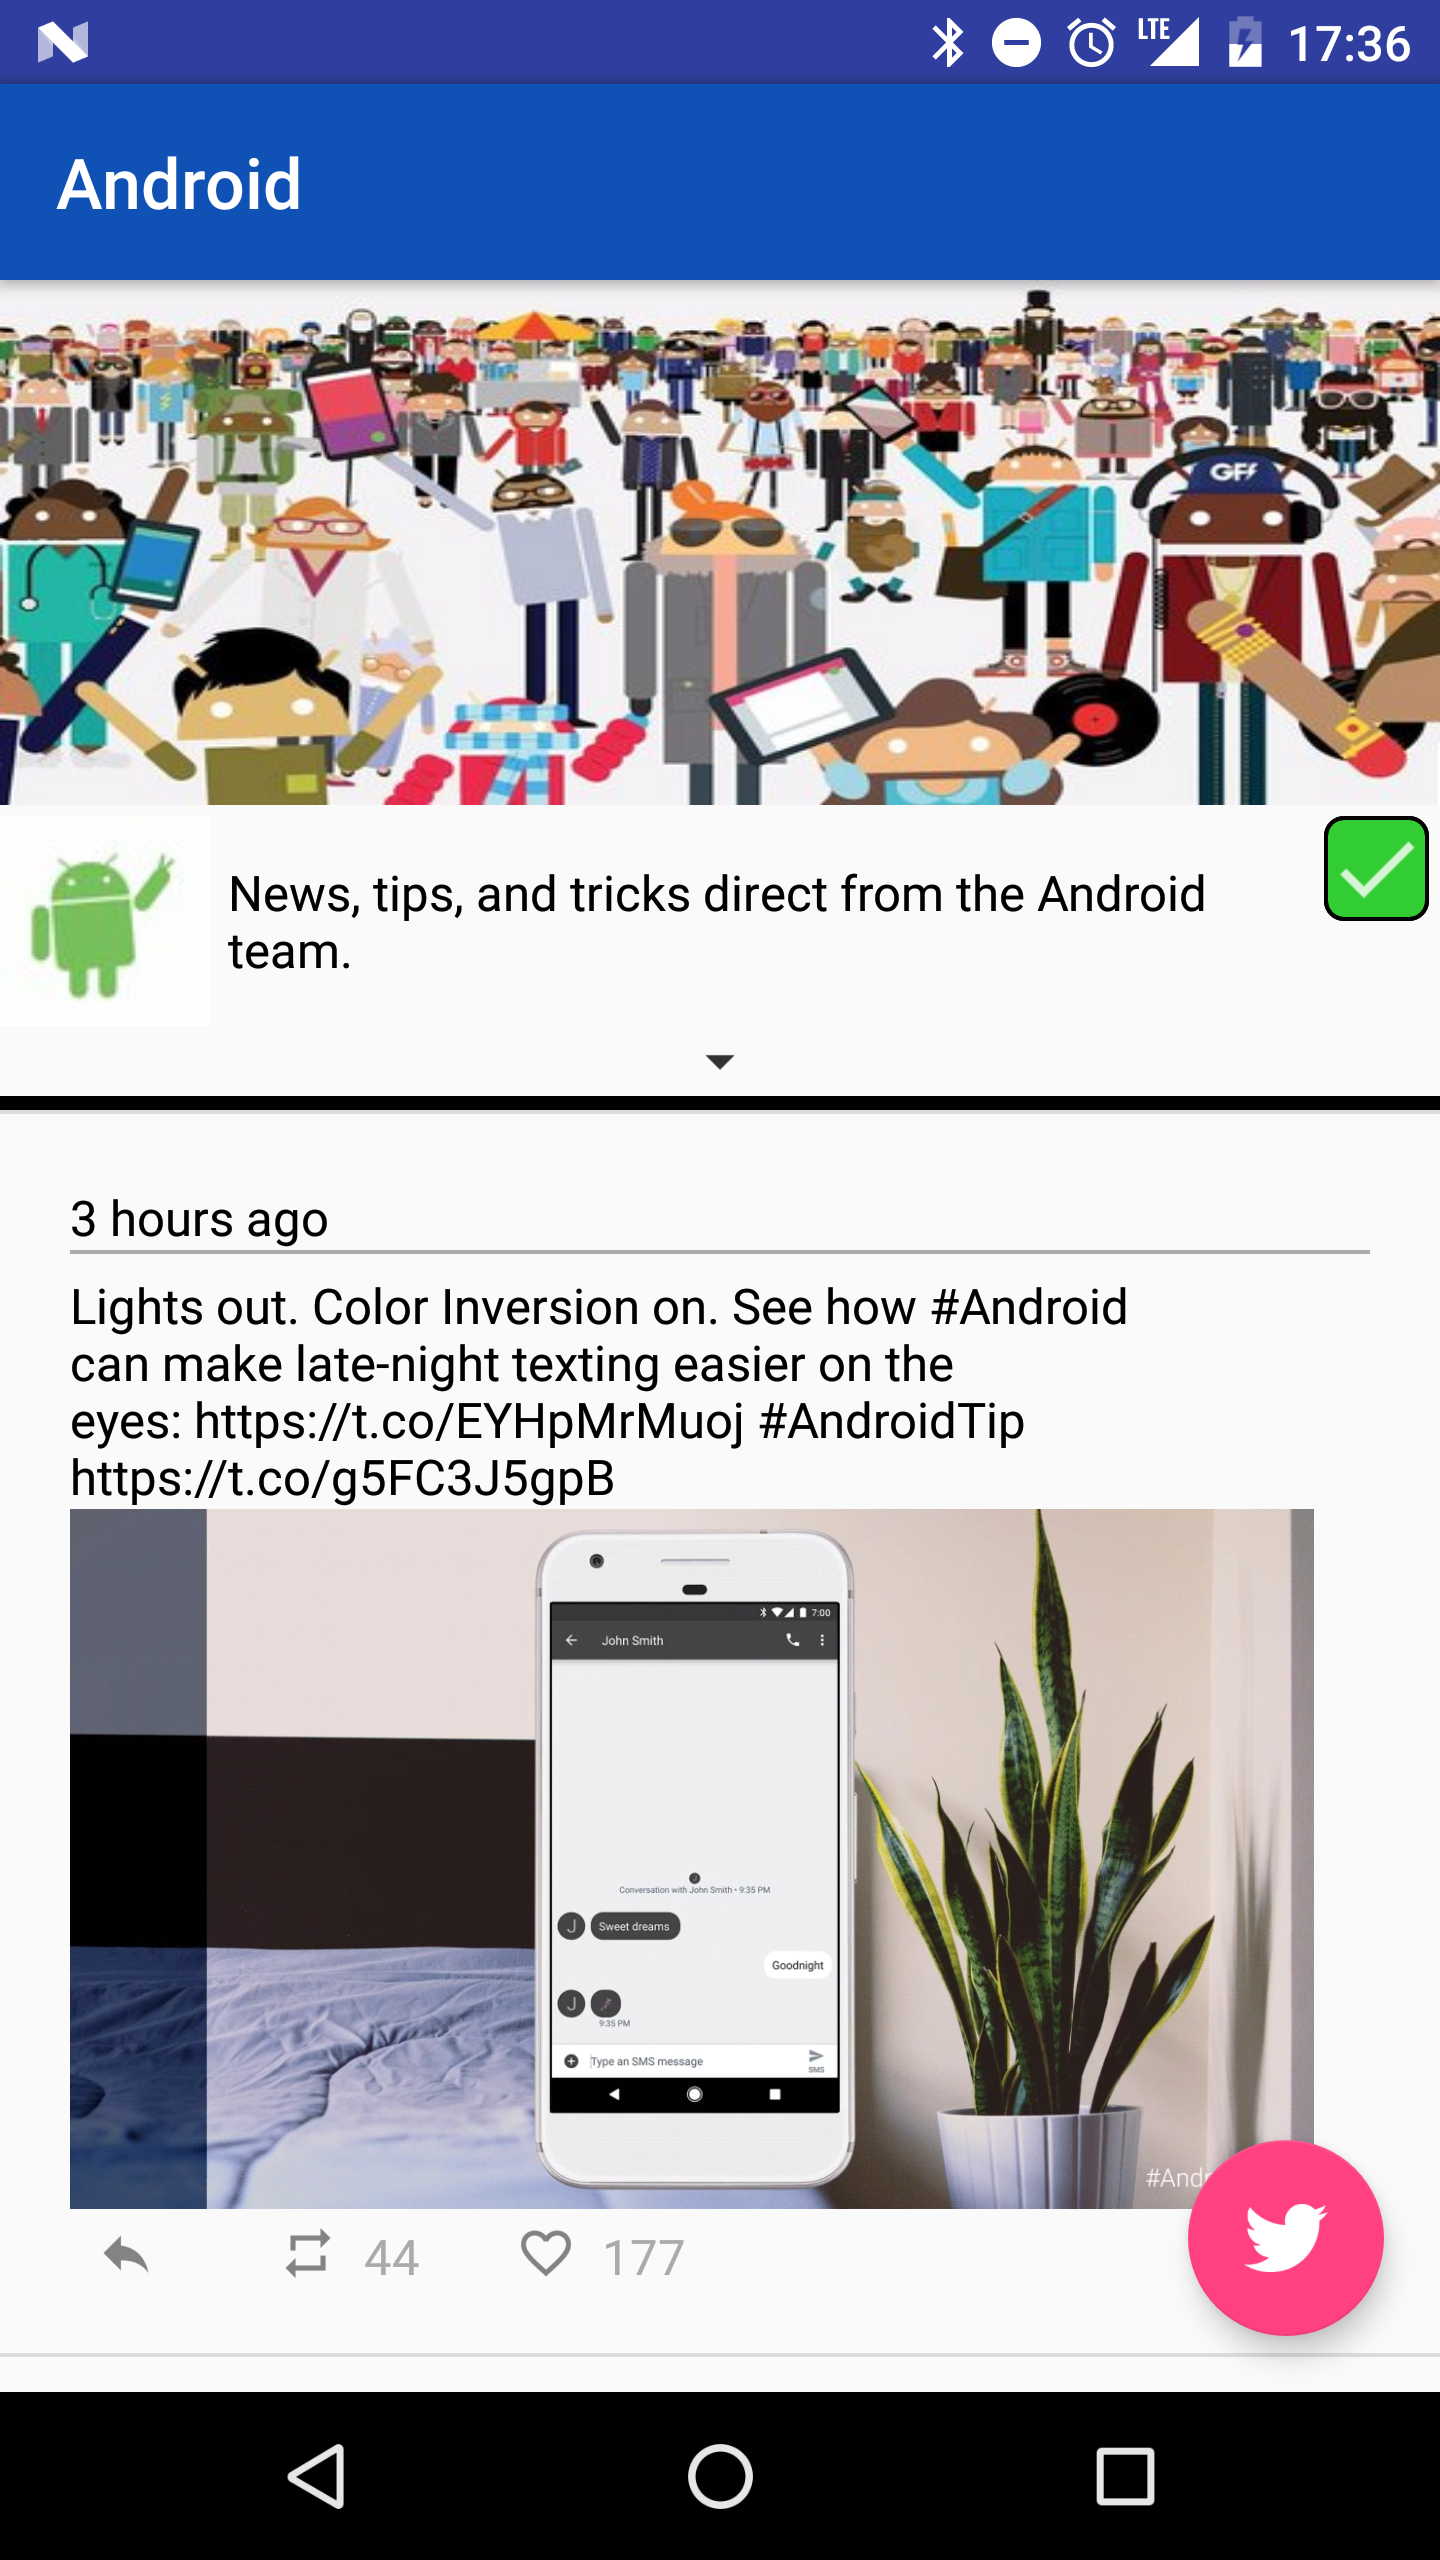 LTE 17:36
Android
GFF
News, tips, and tricks direct from the Android
team.
3 hours ago
Lights out. Color Inversion on. See how #Android
can make late-night texting easier on the
eyes: https://t.co/EYHpMrMuoj #AndroidTip
https://t.co/g5FC3J5gpB
7:00
John Smith
Conversation with John Smith • 9:35 PM
J Sweet dreams
Goodnight
J
9:35 PM
Type an SMS message
SMS
#Andr
44 177